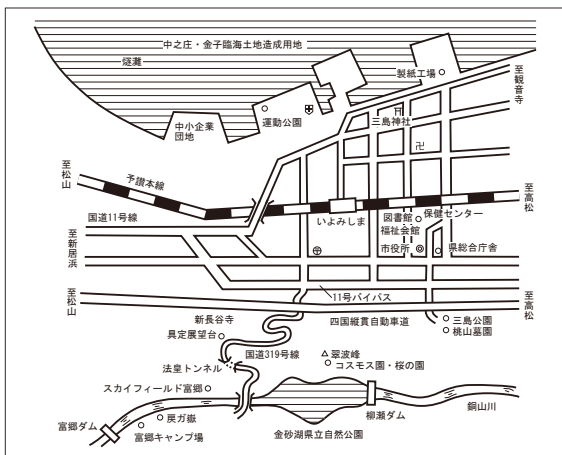 中之庄・金子臨海土地造成用地
燧灘
製紙工場
至観音寺
運動公園
三島神社
中小企業
団地
卍
至松山
予讃本線
至高松
いよみしま
図書館
保健センター
国道11号線
福祉会館
至新居浜
市役所
県総合庁舎
至松山
11号バイパス
至高松
新長谷寺
四国縦貫自動車道
三島公園
桃山墓園
具定展望台
国道319号線
翠波峰
コスモス園・桜の園
法皇トンネル
スカイフィールド富郷
戻ガ嶽
柳瀬ダム
銅山川
富郷ダム
富郷キャンプ場
金砂湖県立自然公園